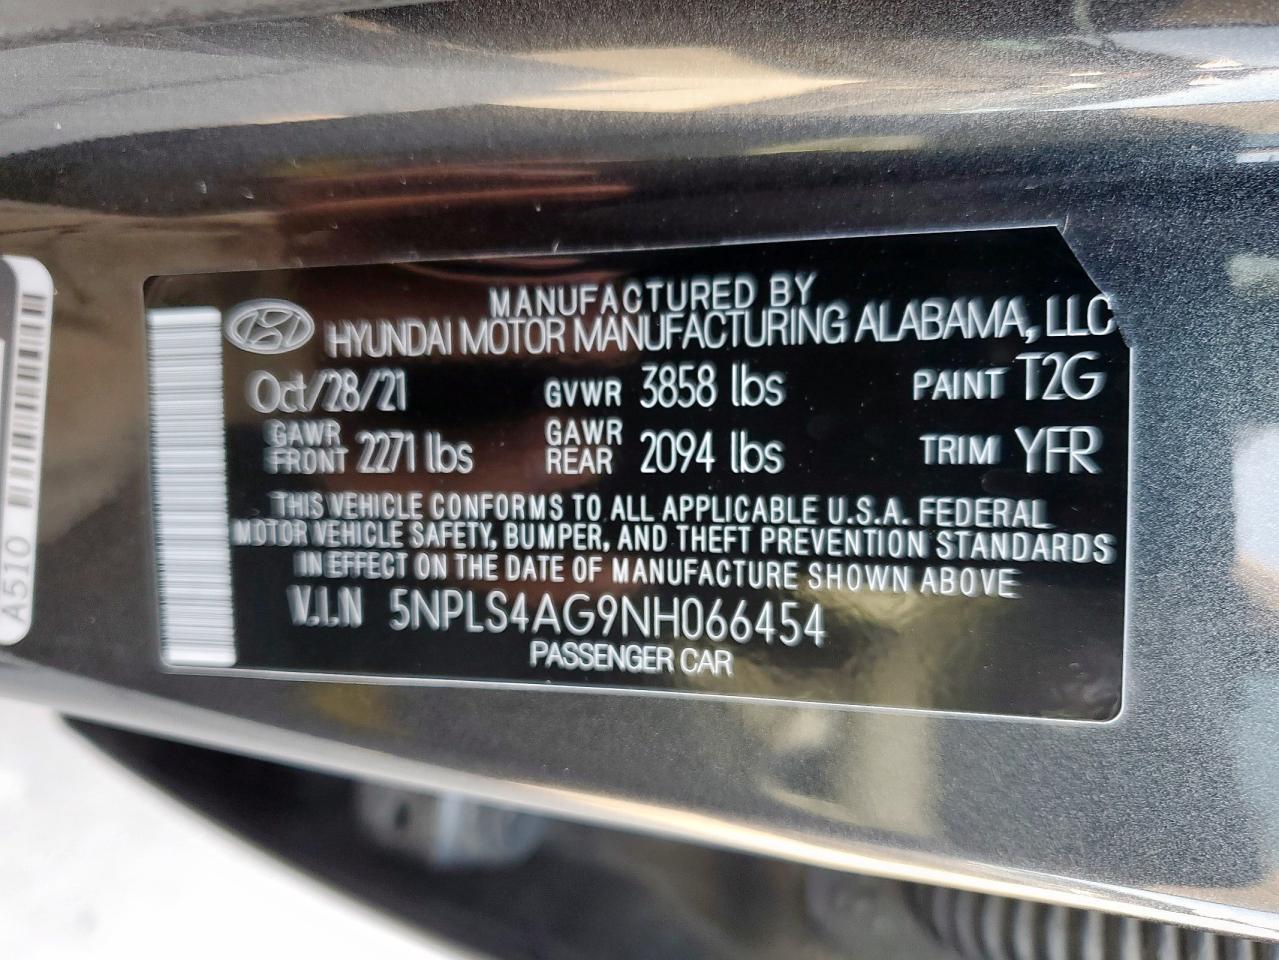 MANUFACTURED BY
HYUNDAI MOTOR MANUFACTURING ALABAMA, LLC
Oct/28/21 GVWR 3858 lbs PAINT T2G
GAWR FRONT 2271 lbs GAWR REAR 2094 lbs TRIM YFR
THIS VEHICLE CONFORMS TO ALL APPLICABLE U.S.A. FEDERAL
MOTOR VEHICLE SAFETY, BUMPER, AND THEFT PREVENTION STANDARDS
IN EFFECT ON THE DATE OF MANUFACTURE SHOWN ABOVE
V.I.N 5NPLS4AG9NH066454
PASSENGER CAR
A510